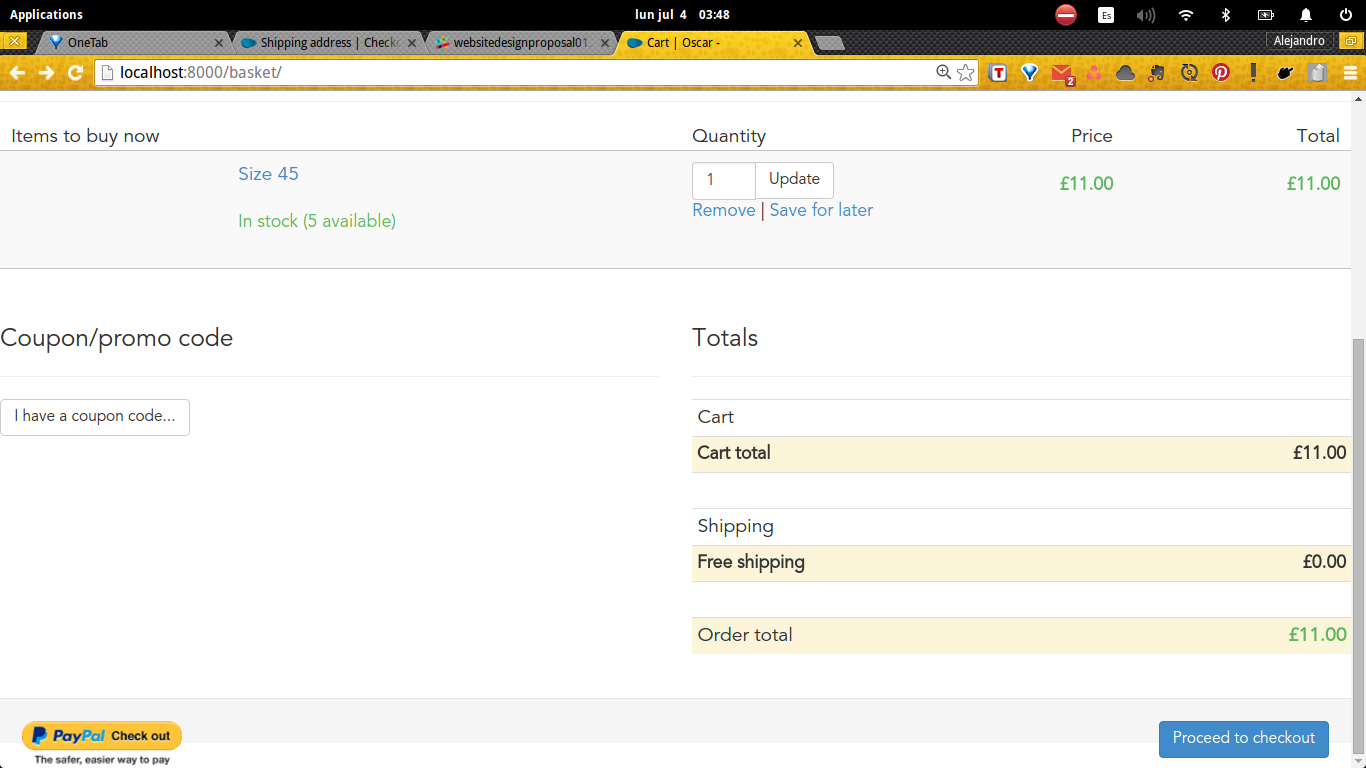 Applications
lun jul 4 03:48
Es
OneTab
Shipping address | Checko
websitedesignproposal01.
Cart | Oscar -
Alejandro
localhost:8000/basket/
T
2
Items to buy now
Quantity
Price
Total
Size 45
1
Update
£11.00
£11.00
In stock (5 available)
Remove | Save for later
Coupon/promo code
Totals
I have a coupon code...
Cart
Cart total
£11.00
Shipping
Free shipping
£0.00
Order total
£11.00
PayPal Check out
The safer, easier way to pay
Proceed to checkout